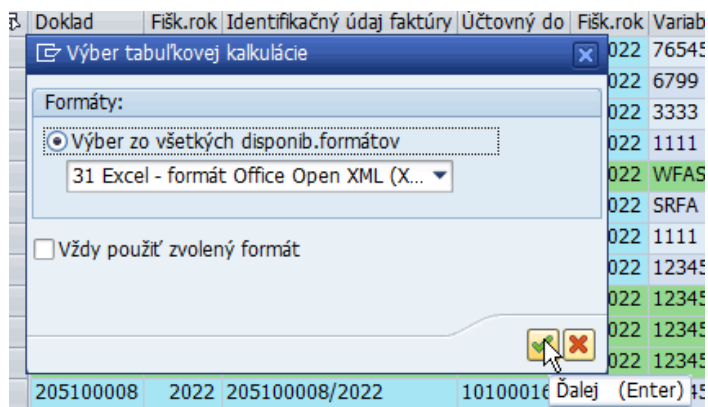 Doklad Fišk.rok Identifikačný údaj faktúry Účtovný do Fišk.rok Variab
Výber tabuľkovej kalkulácie
022 76545
022 6799
Formáty:
022 3333
Výber zo všetkých disponib.formátov
022 1111
31 Excel - formát Office Open XML (X...
022 WFAS
022 SRFA
Vždy použiť zvolený formát
022 1111
022 12345
022 12345
022 12345
022 12345
205100008 2022 205100008/2022 10100016
Ďalej (Enter)